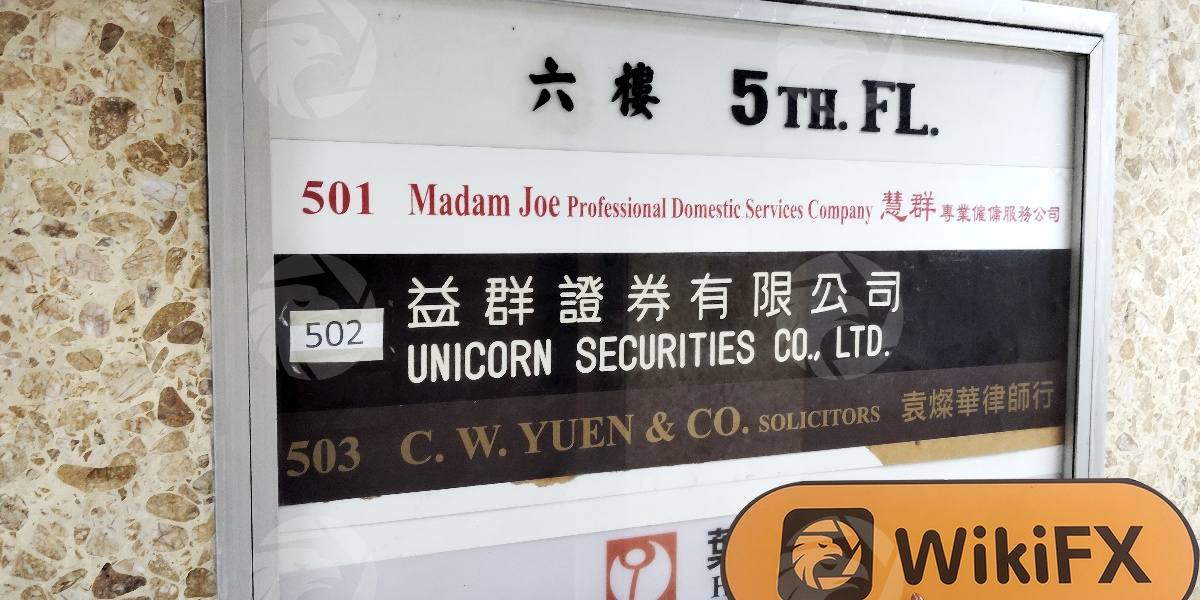 六樓 5TH. FL.
501 Madam Joe Professional Domestic Services Company 慧群專業僱傭服務公司
益群證券有限公司
502
UNICORN SECURITIES CO., LTD.
503 C. W. YUEN & CO. SOLICITORS 袁燦華律師行
葉
WikiFX